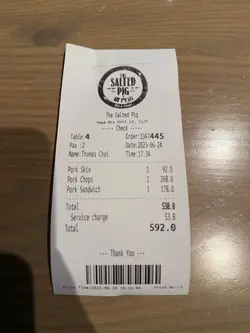 THE
SALTED
PIG
The Salted Pig
----- Check -----
Table:4 Order:1347445
Pax :2 Date:2025-06-24
Name:Thomas Chui Time:17:34
Pork Skin 1 92.0
Pork Chops 1 268.0
Pork Sandwich 1 178.0
Total 538.0
Service charge 53.8
Total 592.0
--- Thank You ---